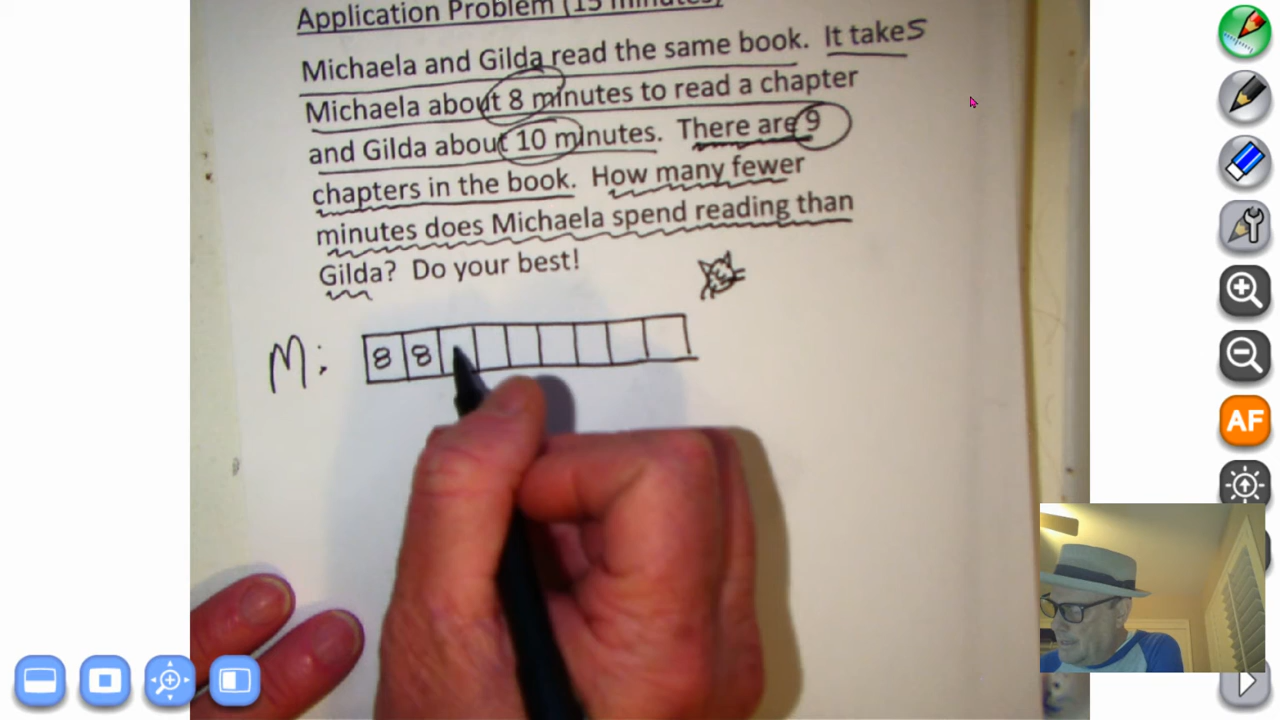 Application Problem (15 minutes)
Michaela and Gilda read the same book. It takes
Michaela about 8 minutes to read a chapter
and Gilda about 10 minutes. There are 9
chapters in the book. How many fewer
minutes does Michaela spend reading than
Gilda? Do your best!
M: 8 8
AF